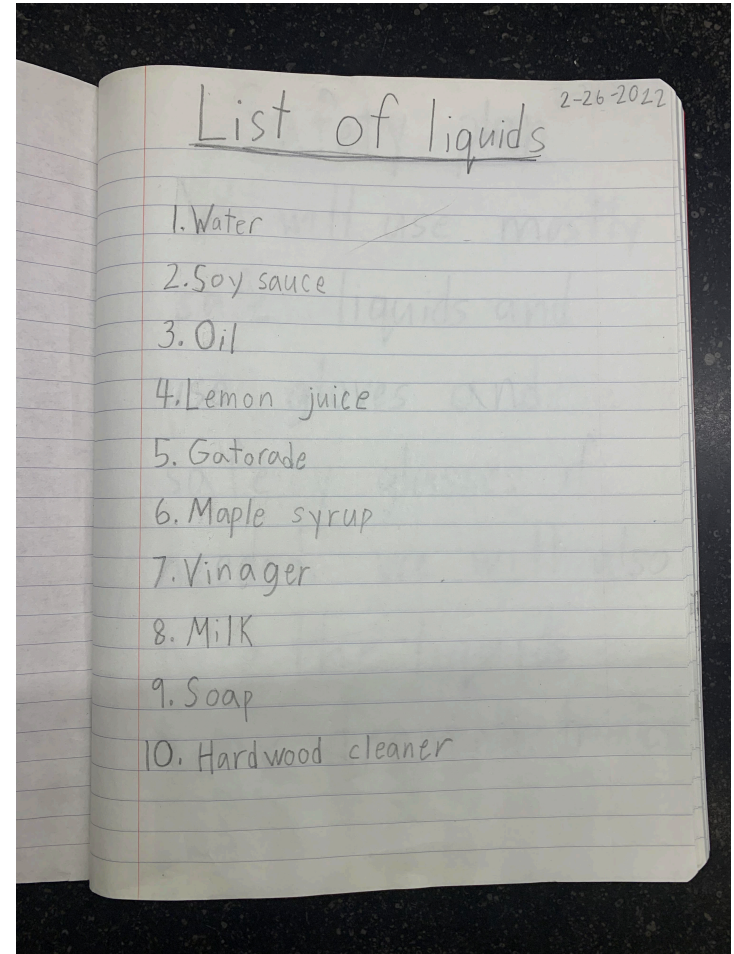 2-26-2022
List of liquids
1. Water
2. Soy sauce
3. Oil
4. Lemon juice
5. Gatorade
6. Maple syrup
7. Vinager
8. Milk
9. Soap
10. Hardwood cleaner